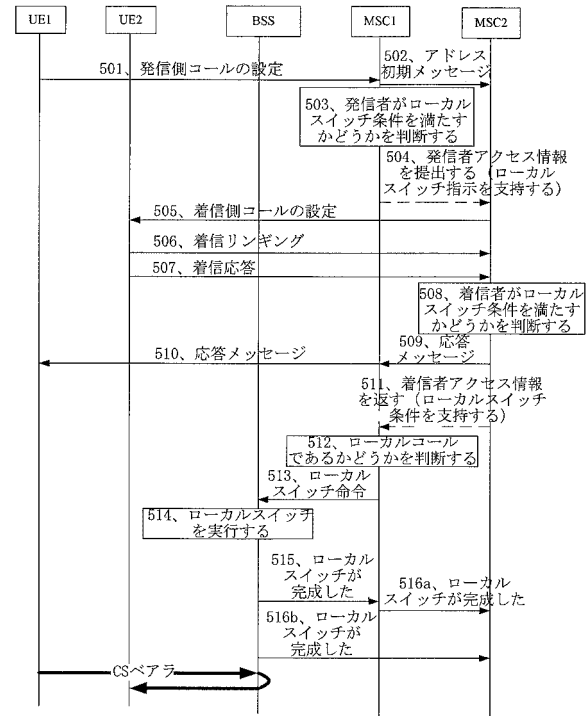 UE1
UE2
BSS
MSC1
MSC2
501、発信側コールの設定
502、アドレス
初期メッセージ
503、発信者がローカル
スイッチ条件を満たす
かどうかを判断する
504、発信者アクセス情報
を提出する（ローカル
スイッチ指示を支持する）
505、着信側コールの設定
506、着信リンギング
507、着信応答
508、着信者がローカル
スイッチ条件を満たす
かどうかを判断する
509、応答
メッセージ
510、応答メッセージ
511、着信者アクセス情報
を返す（ローカルスイッチ
条件を支持する）
512、ローカルコール
であるかどうかを判断する
513、ローカル
スイッチ命令
514、ローカルスイッチ
を実行する
515、ローカル
スイッチが
完成した
516a、ローカル
スイッチが完成した
516b、ローカル
スイッチが
完成した
CSベアラ